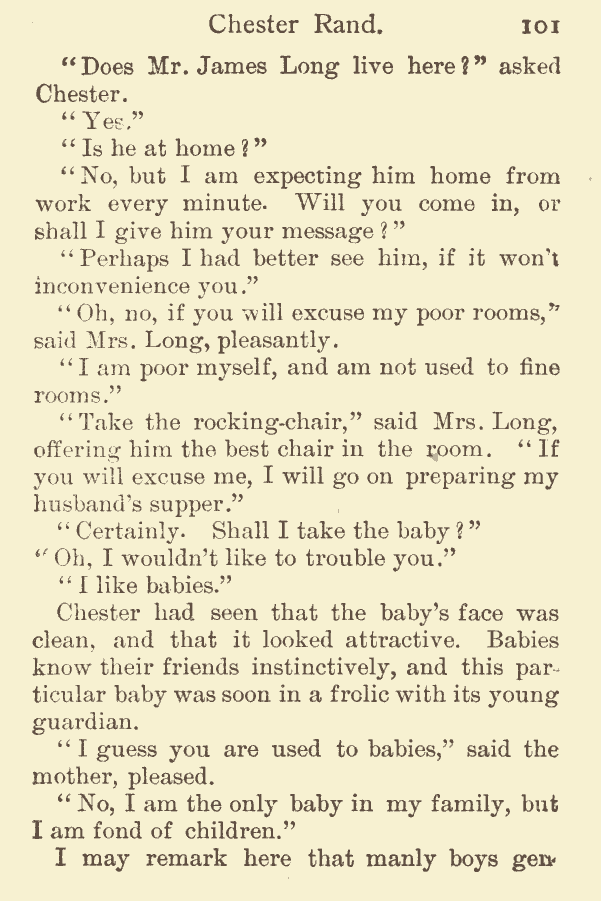 Chester Rand. 101
"Does Mr. James Long live here?" asked
Chester.
"Yes."
"Is he at home?"
"No, but I am expecting him home from
work every minute. Will you come in, or
shall I give him your message?"
"Perhaps I had better see him, if it won't
inconvenience you."
"Oh, no, if you will excuse my poor rooms,"
said Mrs. Long, pleasantly.
"I am poor myself, and am not used to fine
rooms."
"Take the rocking-chair," said Mrs. Long,
offering him the best chair in the room. "If
you will excuse me, I will go on preparing my
husband's supper."
"Certainly. Shall I take the baby?"
"Oh, I wouldn't like to trouble you."
"I like babies."
Chester had seen that the baby's face was
clean, and that it looked attractive. Babies
know their friends instinctively, and this par-
ticular baby was soon in a frolic with its young
guardian.
"I guess you are used to babies," said the
mother, pleased.
"No, I am the only baby in my family, but
I am fond of children."
I may remark here that manly boys gen-